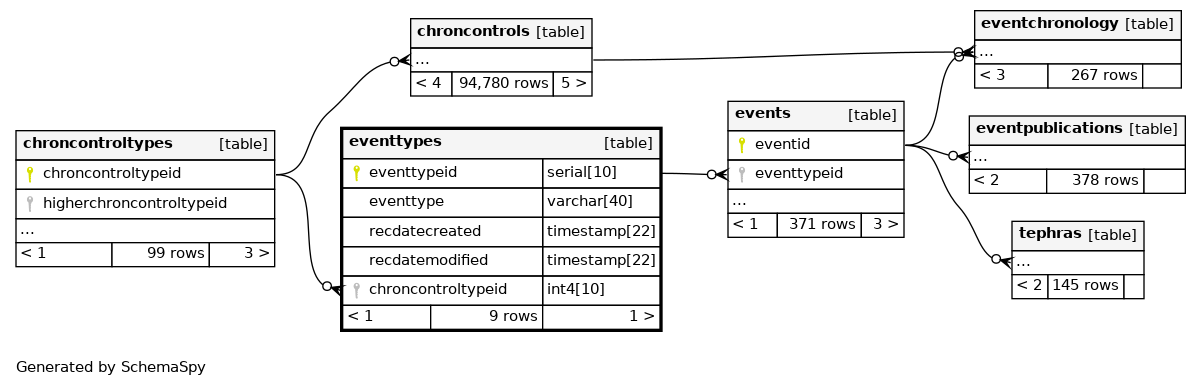 chroncontrols [table]
...
< 4 94,780 rows 5 >
eventchronology [table]
...
< 3 267 rows
chroncontroltypes [table]
chroncontroltypeid
higherchroncontroltypeid
...
< 1 99 rows 3 >
eventtypes [table]
eventtypeid serial[10]
eventtype varchar[40]
recdatecreated timestamp[22]
recdatemodified timestamp[22]
chroncontroltypeid int4[10]
< 1 9 rows 1 >
events [table]
eventid
eventtypeid
...
< 1 371 rows 3 >
eventpublications [table]
...
< 2 378 rows
tephras [table]
...
< 2 145 rows
Generated by SchemaSpy